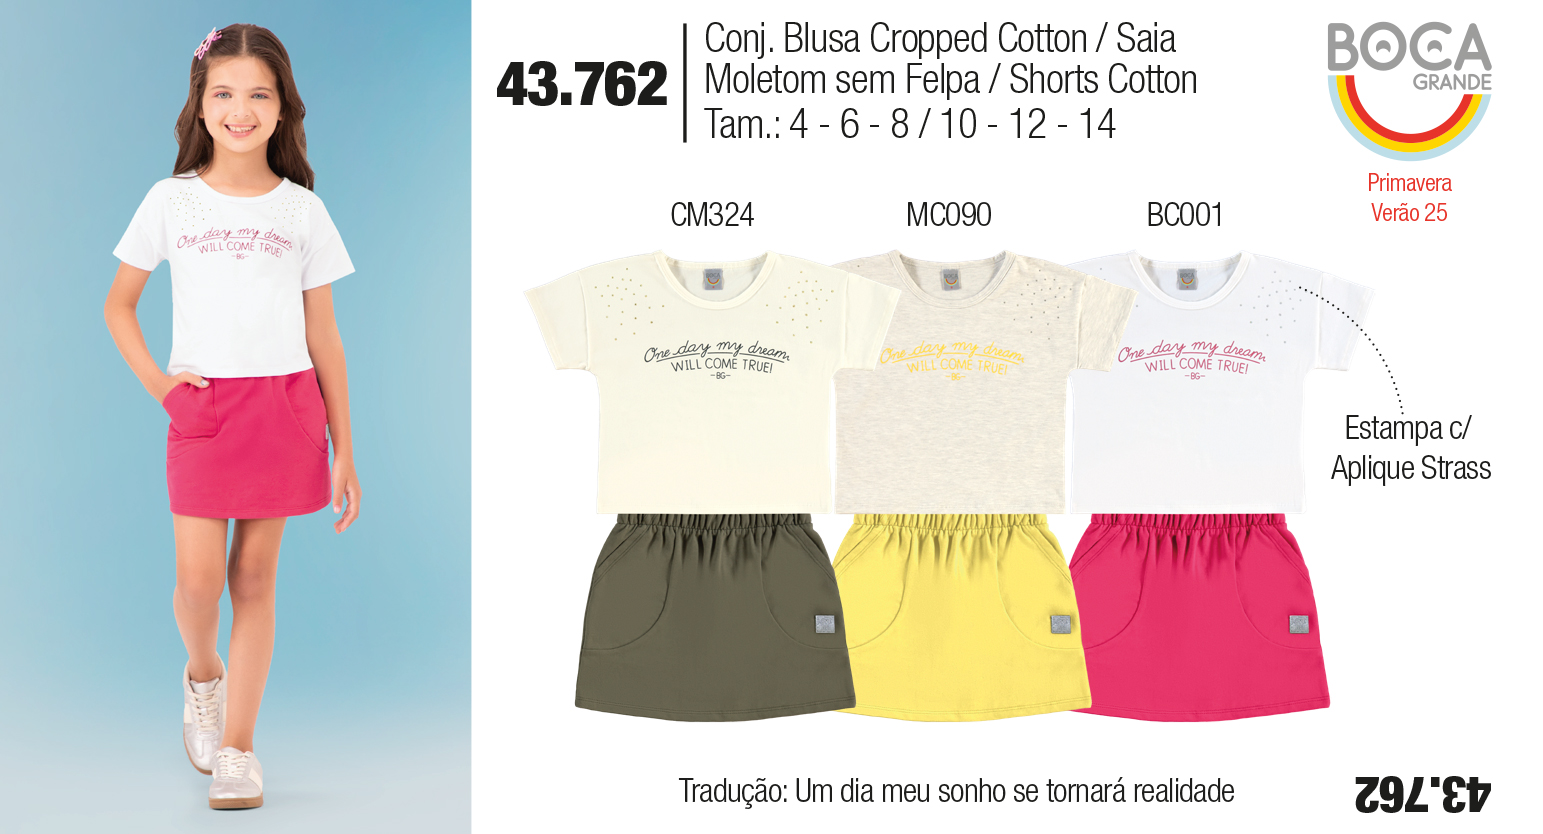 43.762
Conj. Blusa Cropped Cotton / Saia
Moletom sem Felpa / Shorts Cotton
Tam.: 4 - 6 - 8 / 10 - 12 - 14
BOCA
GRANDE
Primavera
Verão 25
CM324
MC090
BC001
One day my dream
WILL COME TRUE!
-BG-
BOCA
One day my dream
WILL COME TRUE!
-BG-
BOCA
One day my dream
WILL COME TRUE!
-BG-
BOCA
One day my dream
WILL COME TRUE!
-BG-
Estampa c/
Aplique Strass
Tradução: Um dia meu sonho se tornará realidade
43.762